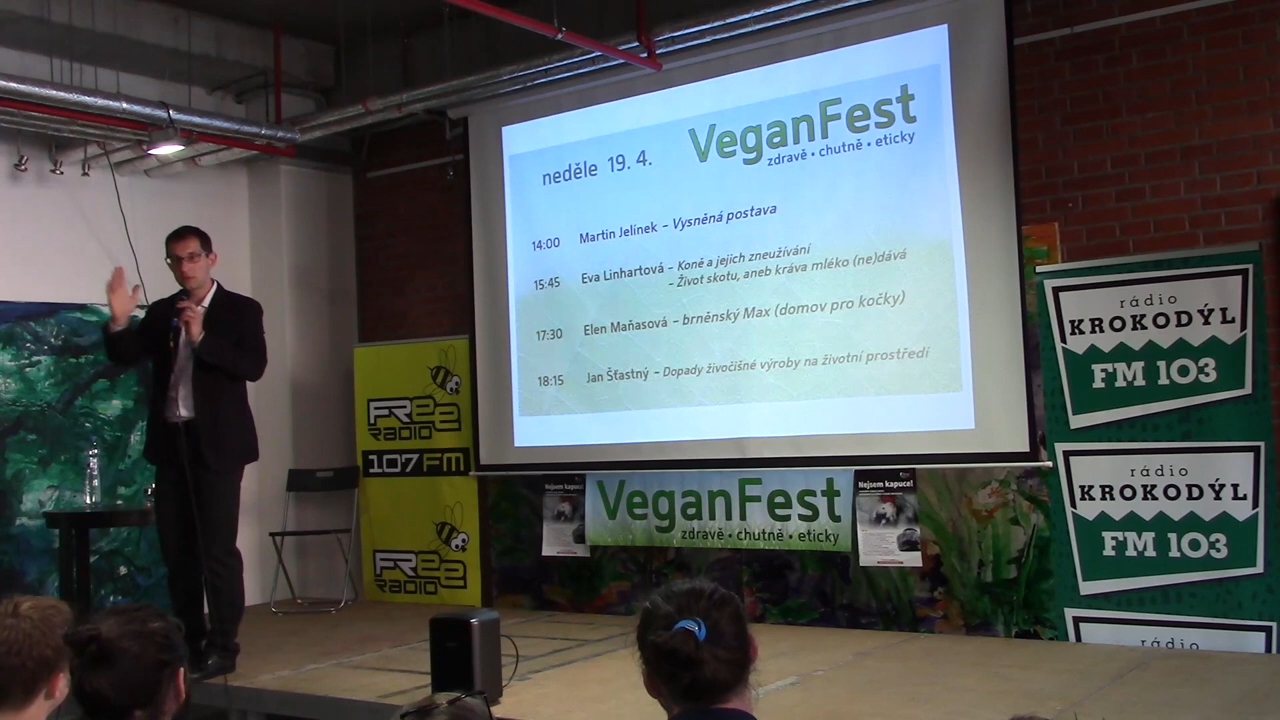 VeganFest
zdravě • chutně • eticky
neděle 19. 4.
14:00 Martin Jelínek – Vysněná postava
15:45 Eva Linhartová – Koně a jejich zneužívání
– Život skotu, aneb kráva mléko (ne)dává
17:30 Elen Maňasová – brněnský Max (domov pro kočky)
18:15 Jan Šťastný – Dopady živočišné výroby na životní prostředí
FRee
RADIO
107 FM
FRee
RADIO
Nejsem kapuce!
VeganFest
zdravě • chutně • eticky
Nejsem kapuce!
rádio
KROKODÝL
FM 103
rádio
KROKODÝL
FM 103
rádio